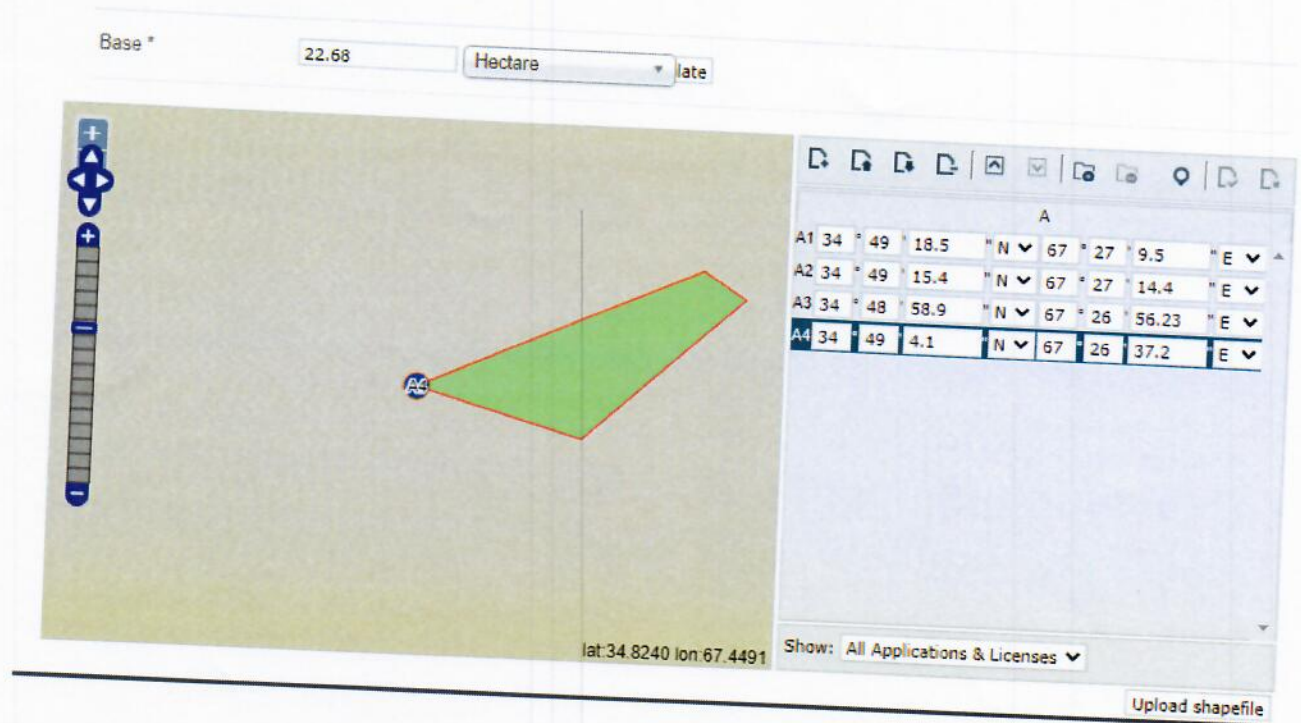 Base * 22.68 Hectare late
A
A1 34 ° 49 ' 18.5 " N 67 ° 27 ' 9.5 " E
A2 34 ° 49 ' 15.4 " N 67 ° 27 ' 14.4 " E
A3 34 ° 48 ' 58.9 " N 67 ° 26 ' 56.23 " E
A4 34 ° 49 ' 4.1 " N 67 ° 26 ' 37.2 " E
A4
lat:34.8240 lon:67.4491
Show: All Applications & Licenses
Upload shapefile